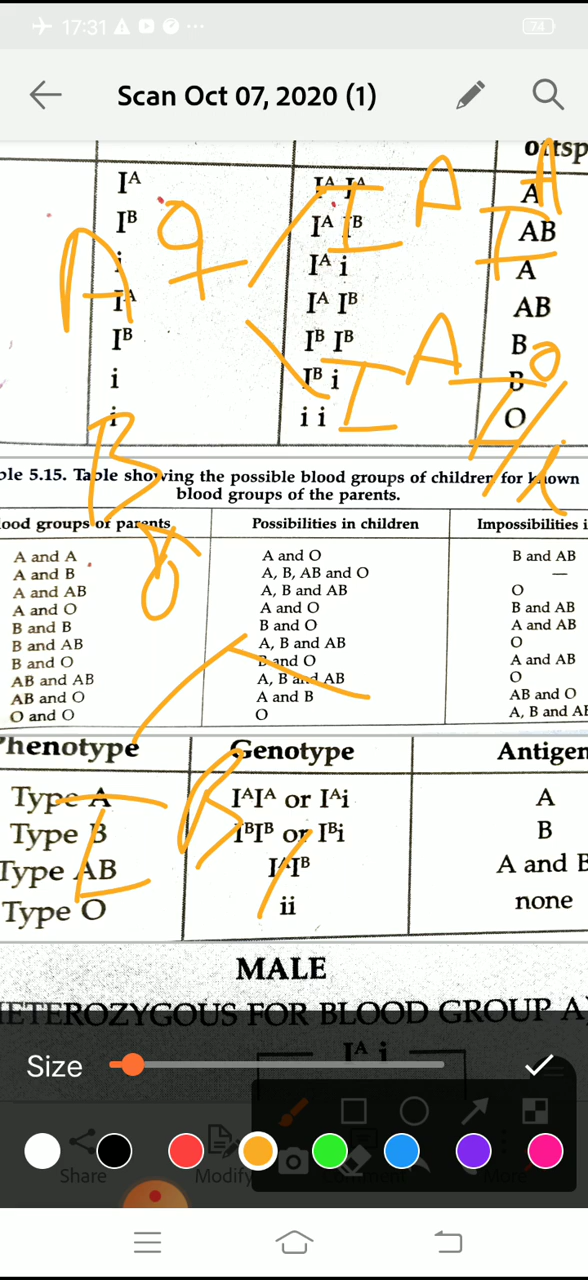 17:31
74
Scan Oct 07, 2020 (1)
offsp
Iᴬ Iᴬ Iᴬ A
Iᴮ Iᴬ Iᴮ AB
i Iᴬ i A
Iᴬ Iᴬ Iᴮ AB
Iᴮ Iᴮ Iᴮ B
i Iᴮ i B
i i i O
ble 5.15. Table showing the possible blood groups of children for known
blood groups of the parents.
lood groups of parents Possibilities in children Impossibilities i
A and A A and O B and AB
A and B A, B, AB and O —
A and AB A, B and AB O
A and O A and O B and AB
B and B B and O A and AB
B and AB A, B and AB O
B and O B and O A and AB
AB and AB A, B and AB O
AB and O A and B AB and O
O and O O A, B and AB
Phenotype Genotype Antigen
Type A IᴬIᴬ or Iᴬi A
Type B IᴮIᴮ or Iᴮi B
Type AB IᴬIᴮ A and B
Type O ii none
MALE
HETEROZYGOUS FOR BLOOD GROUP A
Iᴬ i
Size
Share Modify Comment More
A
I A
I A
I A
I o
B
I B